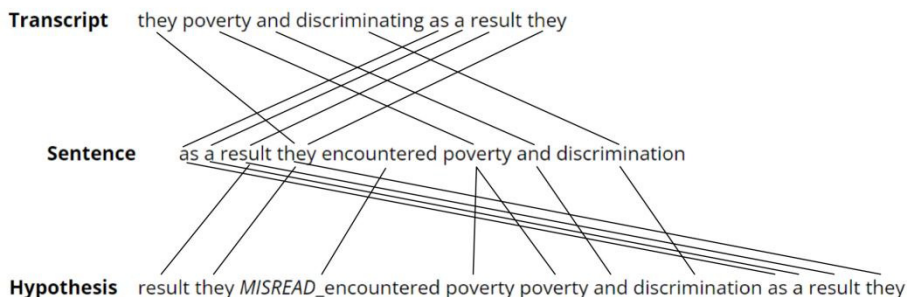 Transcript they poverty and discriminating as a result they
Sentence as a result they encountered poverty and discrimination
Hypothesis result they MISREAD_encountered poverty poverty and discrimination as a result they